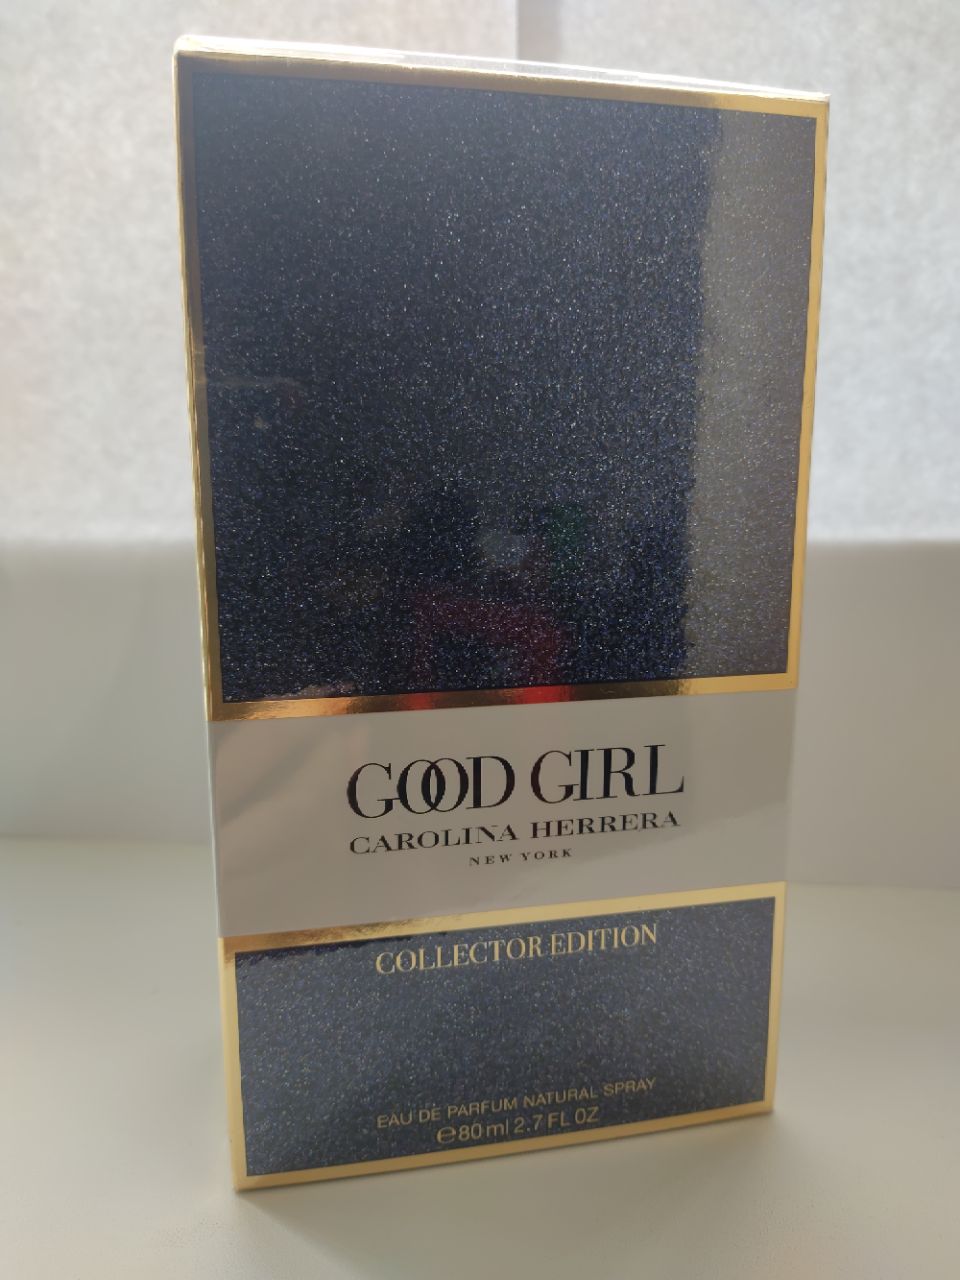 GOOD GIRL
CAROLINA HERRERA
NEW YORK
COLLECTOR EDITION
EAU DE PARFUM NATURAL SPRAY
℮80ml 2.7 FL OZ